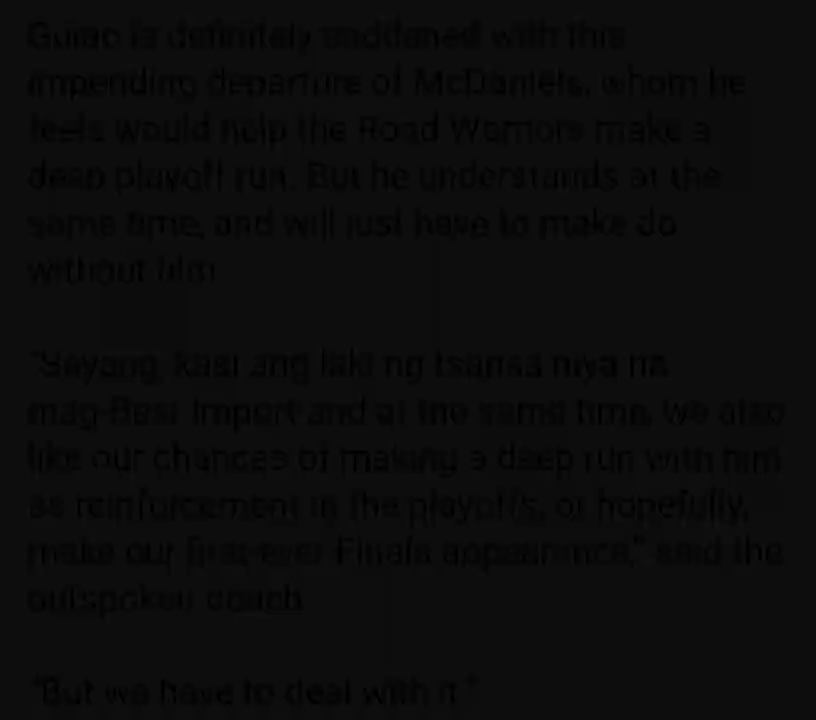 Guiao is definitely saddened with this
impending departure of McDaniels, whom he
feels would help the Road Warriors make a
deep playoff run. But he understands at the
same time, and will just have to make do
without him.
"Sayang, kasi ang laki ng tsansa niya na
mag-Best Import and at the same time, we also
like our chances of making a deep run with him
as reinforcement in the playoffs, or hopefully,
make our first-ever Finals appearance," said the
outspoken coach.
"But we have to deal with it."